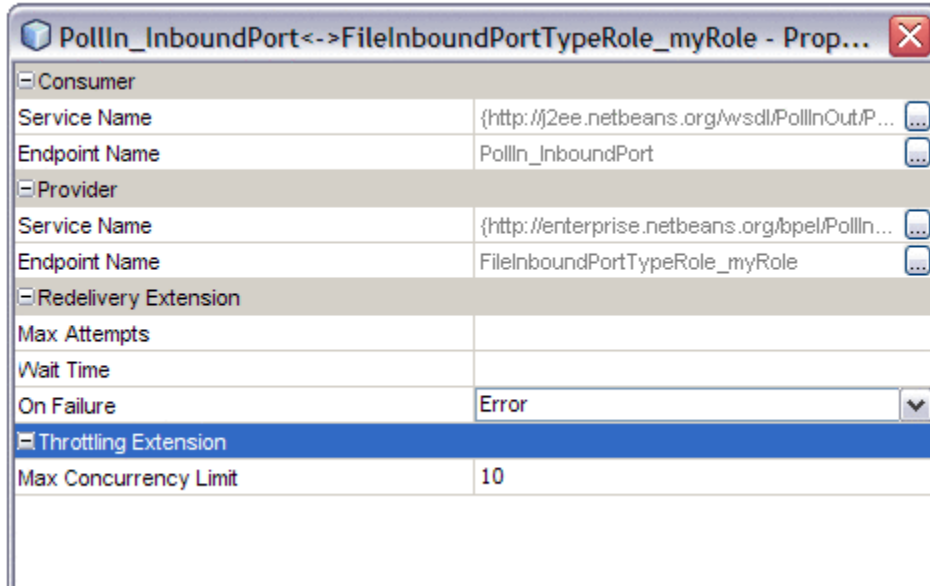 PollIn_InboundPort<->FileInboundPortTypeRole_myRole - Prop...
Consumer
Service Name {http://j2ee.netbeans.org/wsdl/PollInOut/P... ...
Endpoint Name PollIn_InboundPort ...
Provider
Service Name {http://enterprise.netbeans.org/bpel/PollIn... ...
Endpoint Name FileInboundPortTypeRole_myRole ...
Redelivery Extension
Max Attempts
Wait Time
On Failure Error
Throttling Extension
Max Concurrency Limit 10